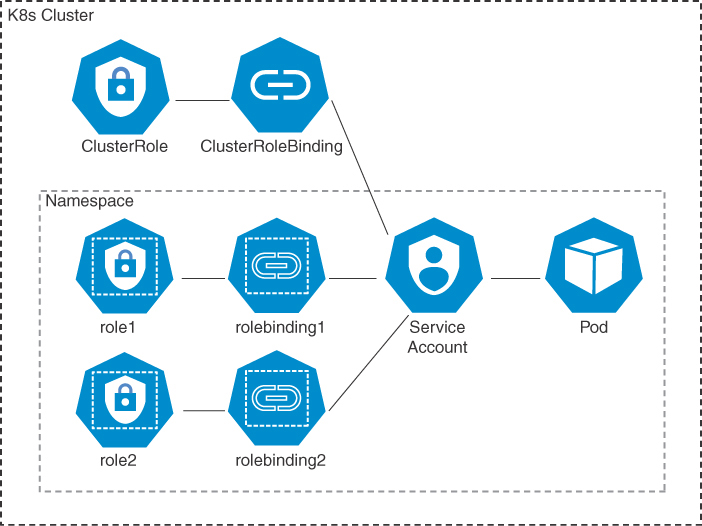 K8s Cluster
ClusterRole
ClusterRoleBinding
Namespace
role1
rolebinding1
Service
Account
Pod
role2
rolebinding2